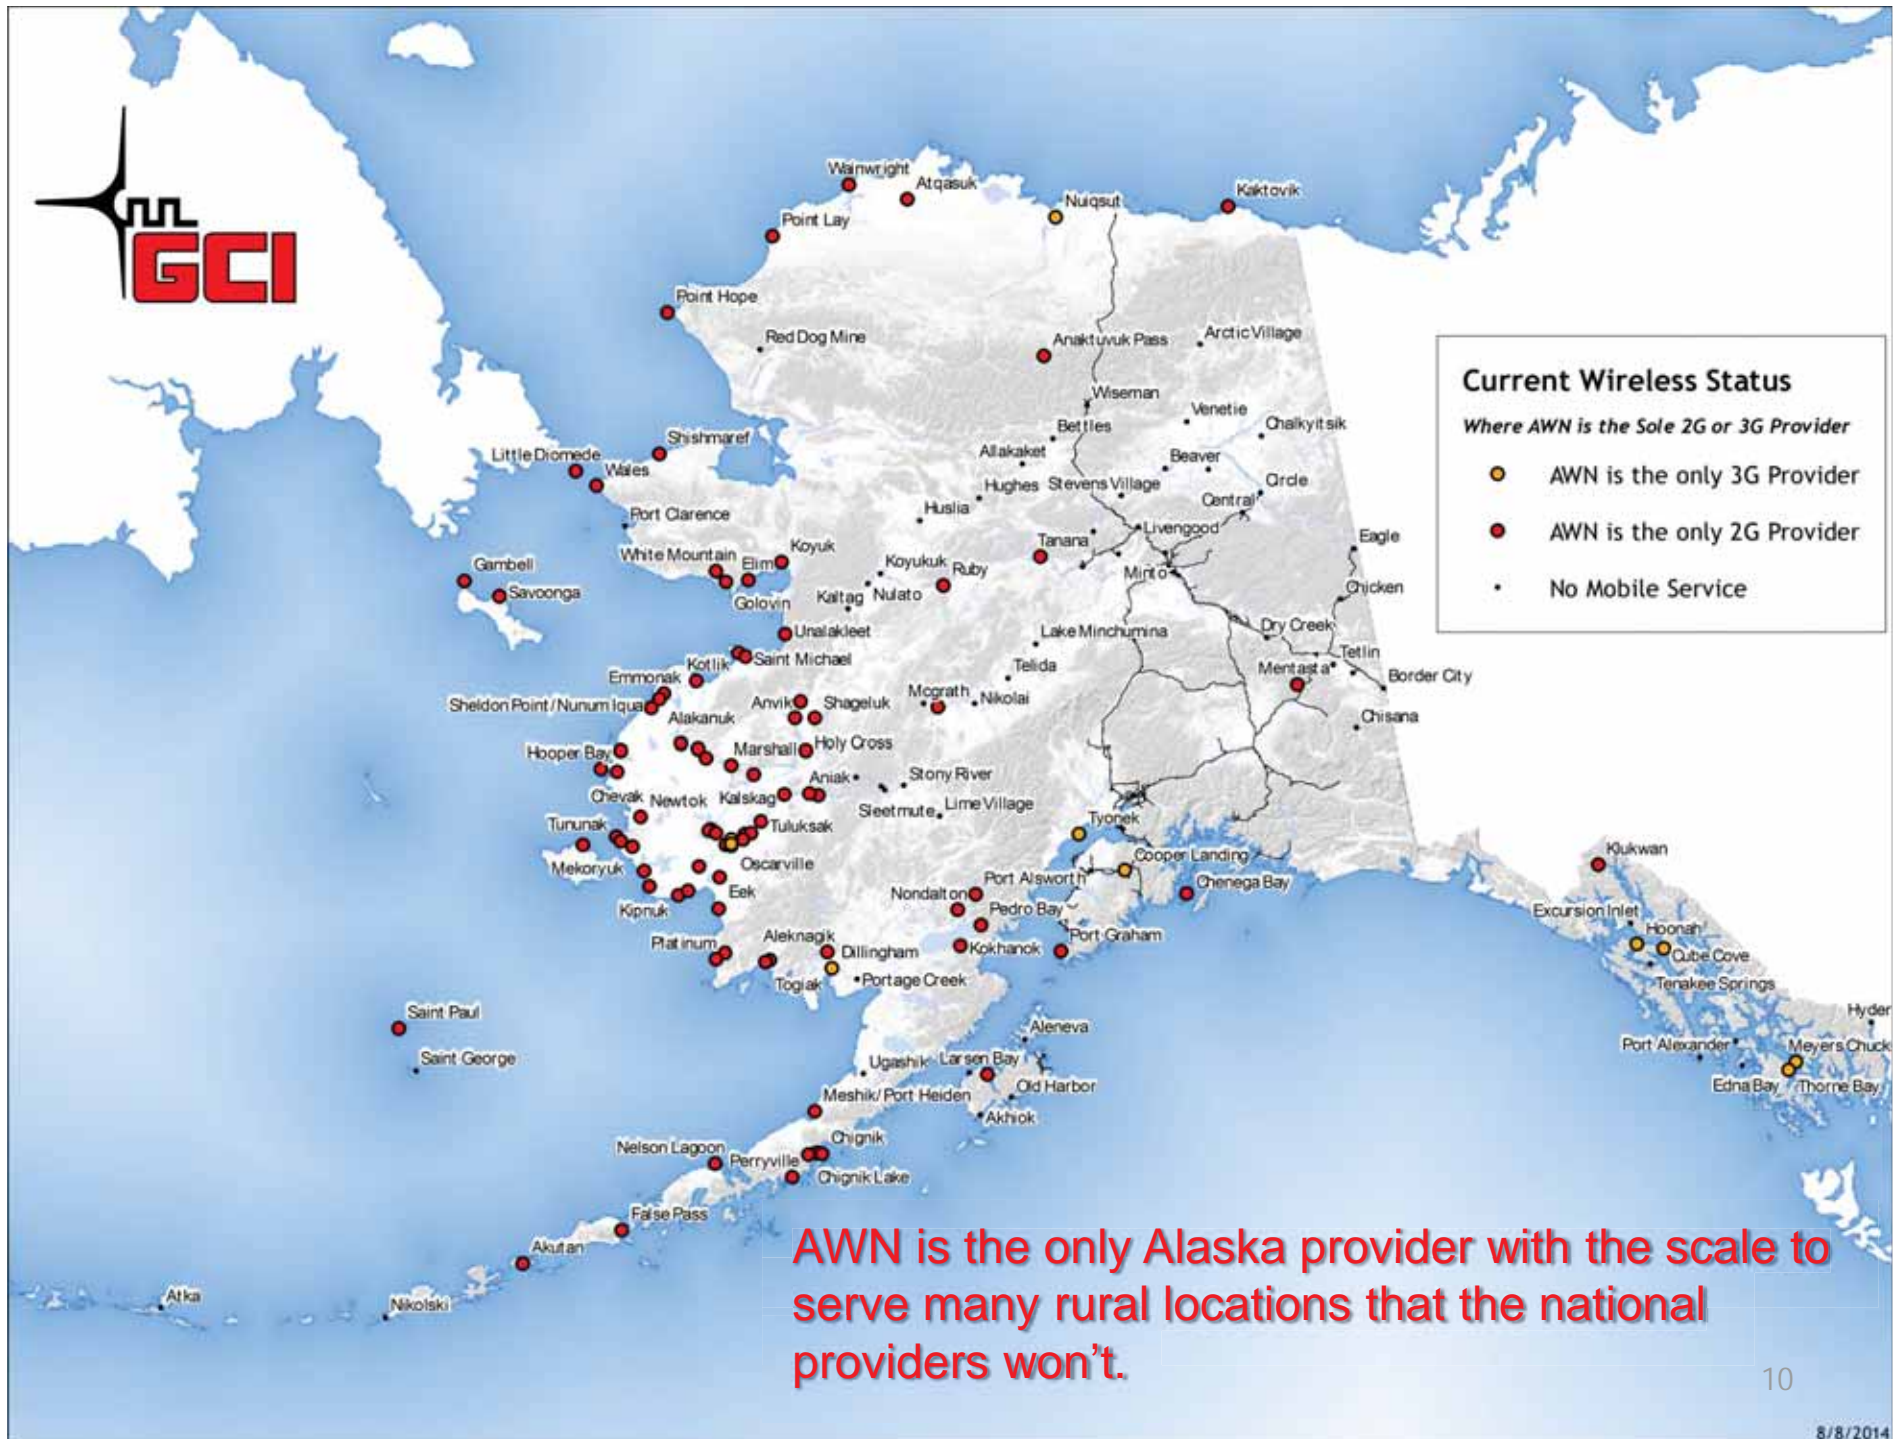 GCI
Wainwright
Atqasuk
Nuiqsut
Kaktovik
Point Lay
Point Hope
Red Dog Mine
Anaktuvuk Pass
Arctic Village
Wiseman
Venetie
Bettles
Chalkyitsik
Shishmaref
Little Diomede
Wales
Allakaket
Beaver
Hughes
Stevens Village
Circle
Central
Huslia
Port Clarence
Livengood
Tanana
Eagle
White Mountain
Elim
Koyuk
Koyukuk
Ruby
Minto
Gambell
Savoonga
Golovin
Kaltag
Nulato
Chicken
Unalakleet
Lake Minchumina
Dry Creek
Tetlin
Kotlik
Saint Michael
Telida
Mentasta
Border City
Emmonak
Sheldon Point/Nunum Iqua
Anvik
Shageluk
Mcgrath
Nikolai
Alakanuk
Chisana
Hooper Bay
Marshall
Holy Cross
Aniak
Stony River
Chevak
Newtok
Kalskag
Sleetmute
Lime Village
Tununak
Tuluksak
Tyonek
Mekoryuk
Oscarville
Cooper Landing
Klukwan
Eek
Nondalton
Port Alsworth
Chenega Bay
Kipnuk
Pedro Bay
Excursion Inlet
Platinum
Aleknagik
Dillingham
Kokhanok
Port Graham
Hoonah
Cube Cove
Togiak
Portage Creek
Tenakee Springs
Saint Paul
Aleneva
Hyder
Saint George
Ugashik
Larsen Bay
Port Alexander
Meyers Chuck
Old Harbor
Edna Bay
Thorne Bay
Meshik/Port Heiden
Akhiok
Chignik
Nelson Lagoon
Perryville
Chignik Lake
False Pass
Akutan
Atka
Nikolski
Current Wireless Status
Where AWN is the Sole 2G or 3G Provider
AWN is the only 3G Provider
AWN is the only 2G Provider
No Mobile Service
AWN is the only Alaska provider with the scale to
serve many rural locations that the national
providers won't.
10
8/8/2014